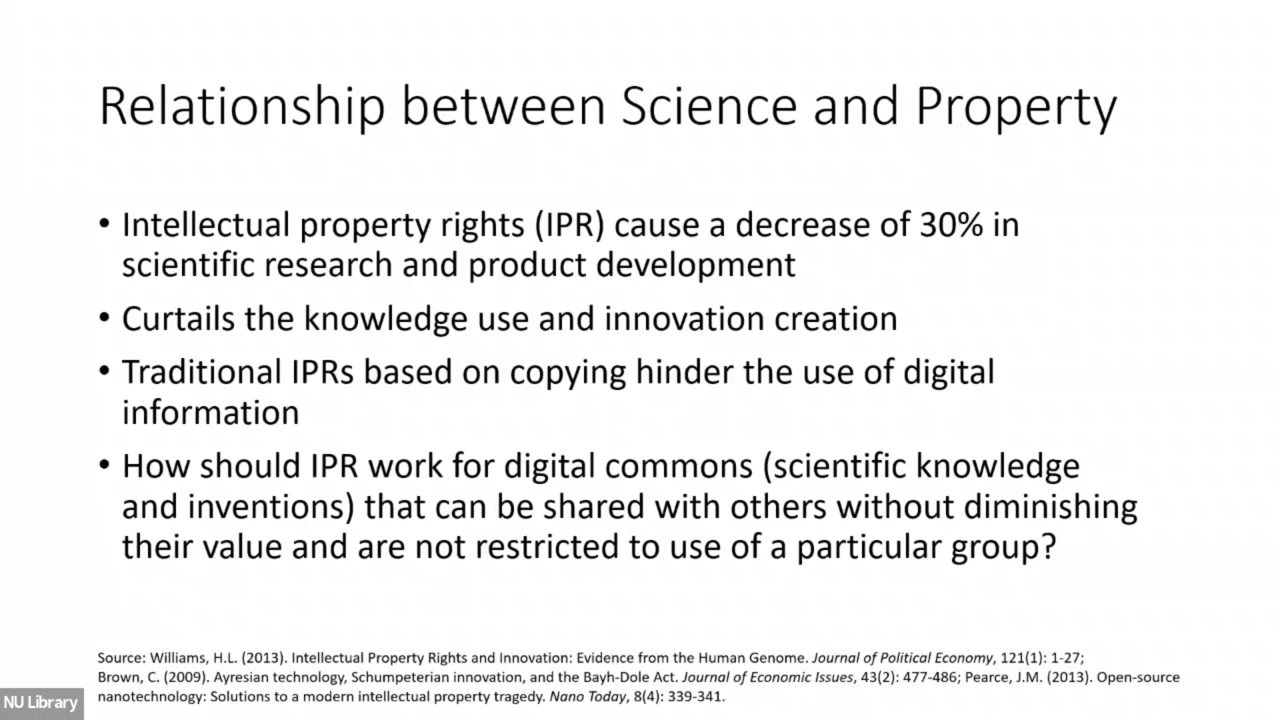 Relationship between Science and Property
• Intellectual property rights (IPR) cause a decrease of 30% in
scientific research and product development
• Curtails the knowledge use and innovation creation
• Traditional IPRs based on copying hinder the use of digital
information
• How should IPR work for digital commons (scientific knowledge
and inventions) that can be shared with others without diminishing
their value and are not restricted to use of a particular group?
Source: Williams, H.L. (2013). Intellectual Property Rights and Innovation: Evidence from the Human Genome. Journal of Political Economy, 121(1): 1-27;
Brown, C. (2009). Ayresian technology, Schumpeterian innovation, and the Bayh-Dole Act. Journal of Economic Issues, 43(2): 477-486; Pearce, J.M. (2013). Open-source
nanotechnology: Solutions to a modern intellectual property tragedy. Nano Today, 8(4): 339-341.
NU Library